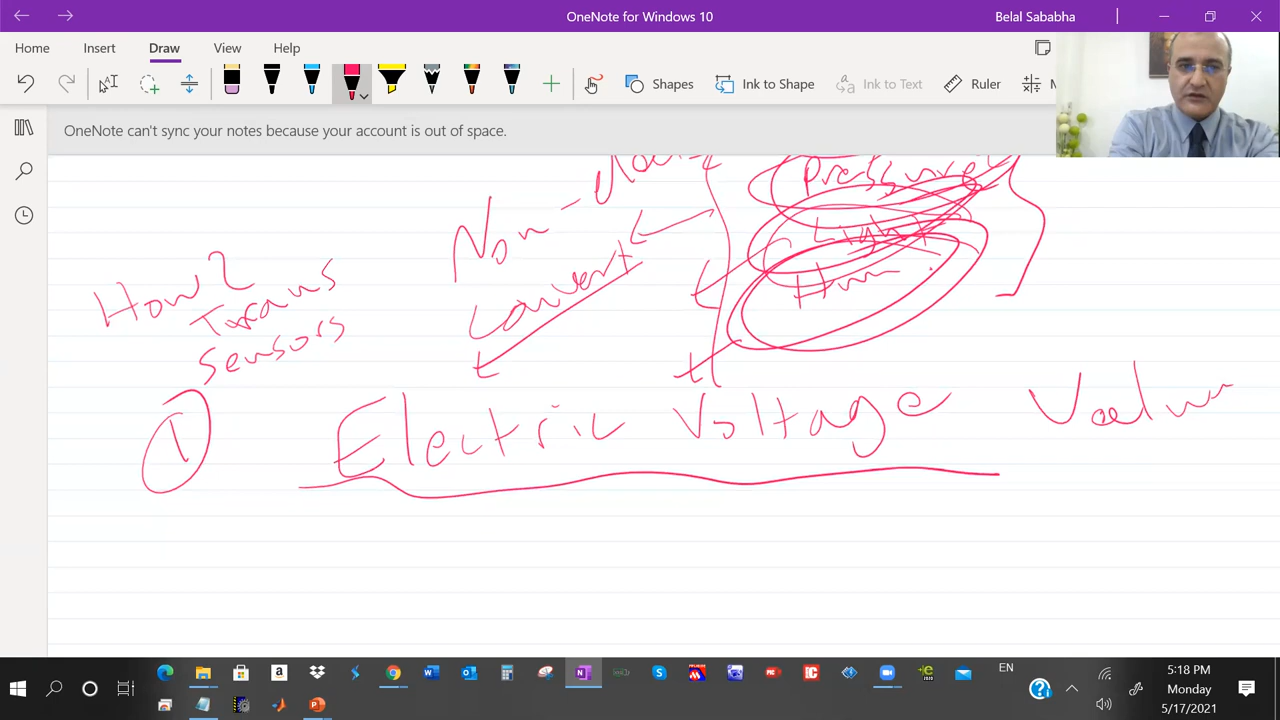 OneNote for Windows 10
Belal Sababha
Home Insert Draw View Help
Shapes
Ink to Shape
Ink to Text
Ruler
M
OneNote can't sync your notes because your account is out of space.
Pressure
Non -
Light
Hum
Convert
How?
Trans
Sensors
1
Electric Voltage
EN
5:18 PM
Monday
5/17/2021